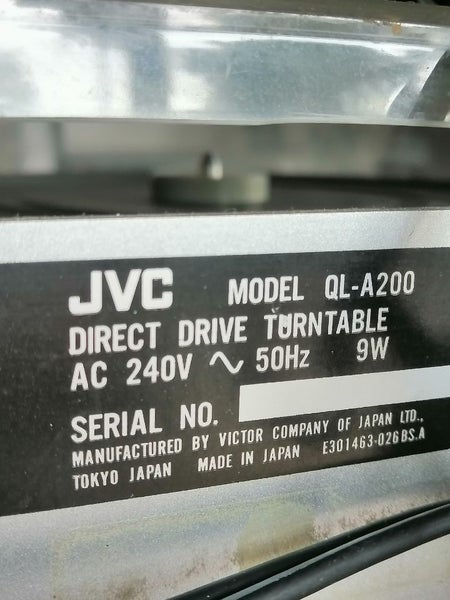 JVC MODEL QL-A200
DIRECT DRIVE TURNTABLE
AC 240V ~ 50Hz 9W
SERIAL NO.
MANUFACTURED BY VICTOR COMPANY OF JAPAN LTD.,
TOKYO JAPAN MADE IN JAPAN E301463-026BS.A